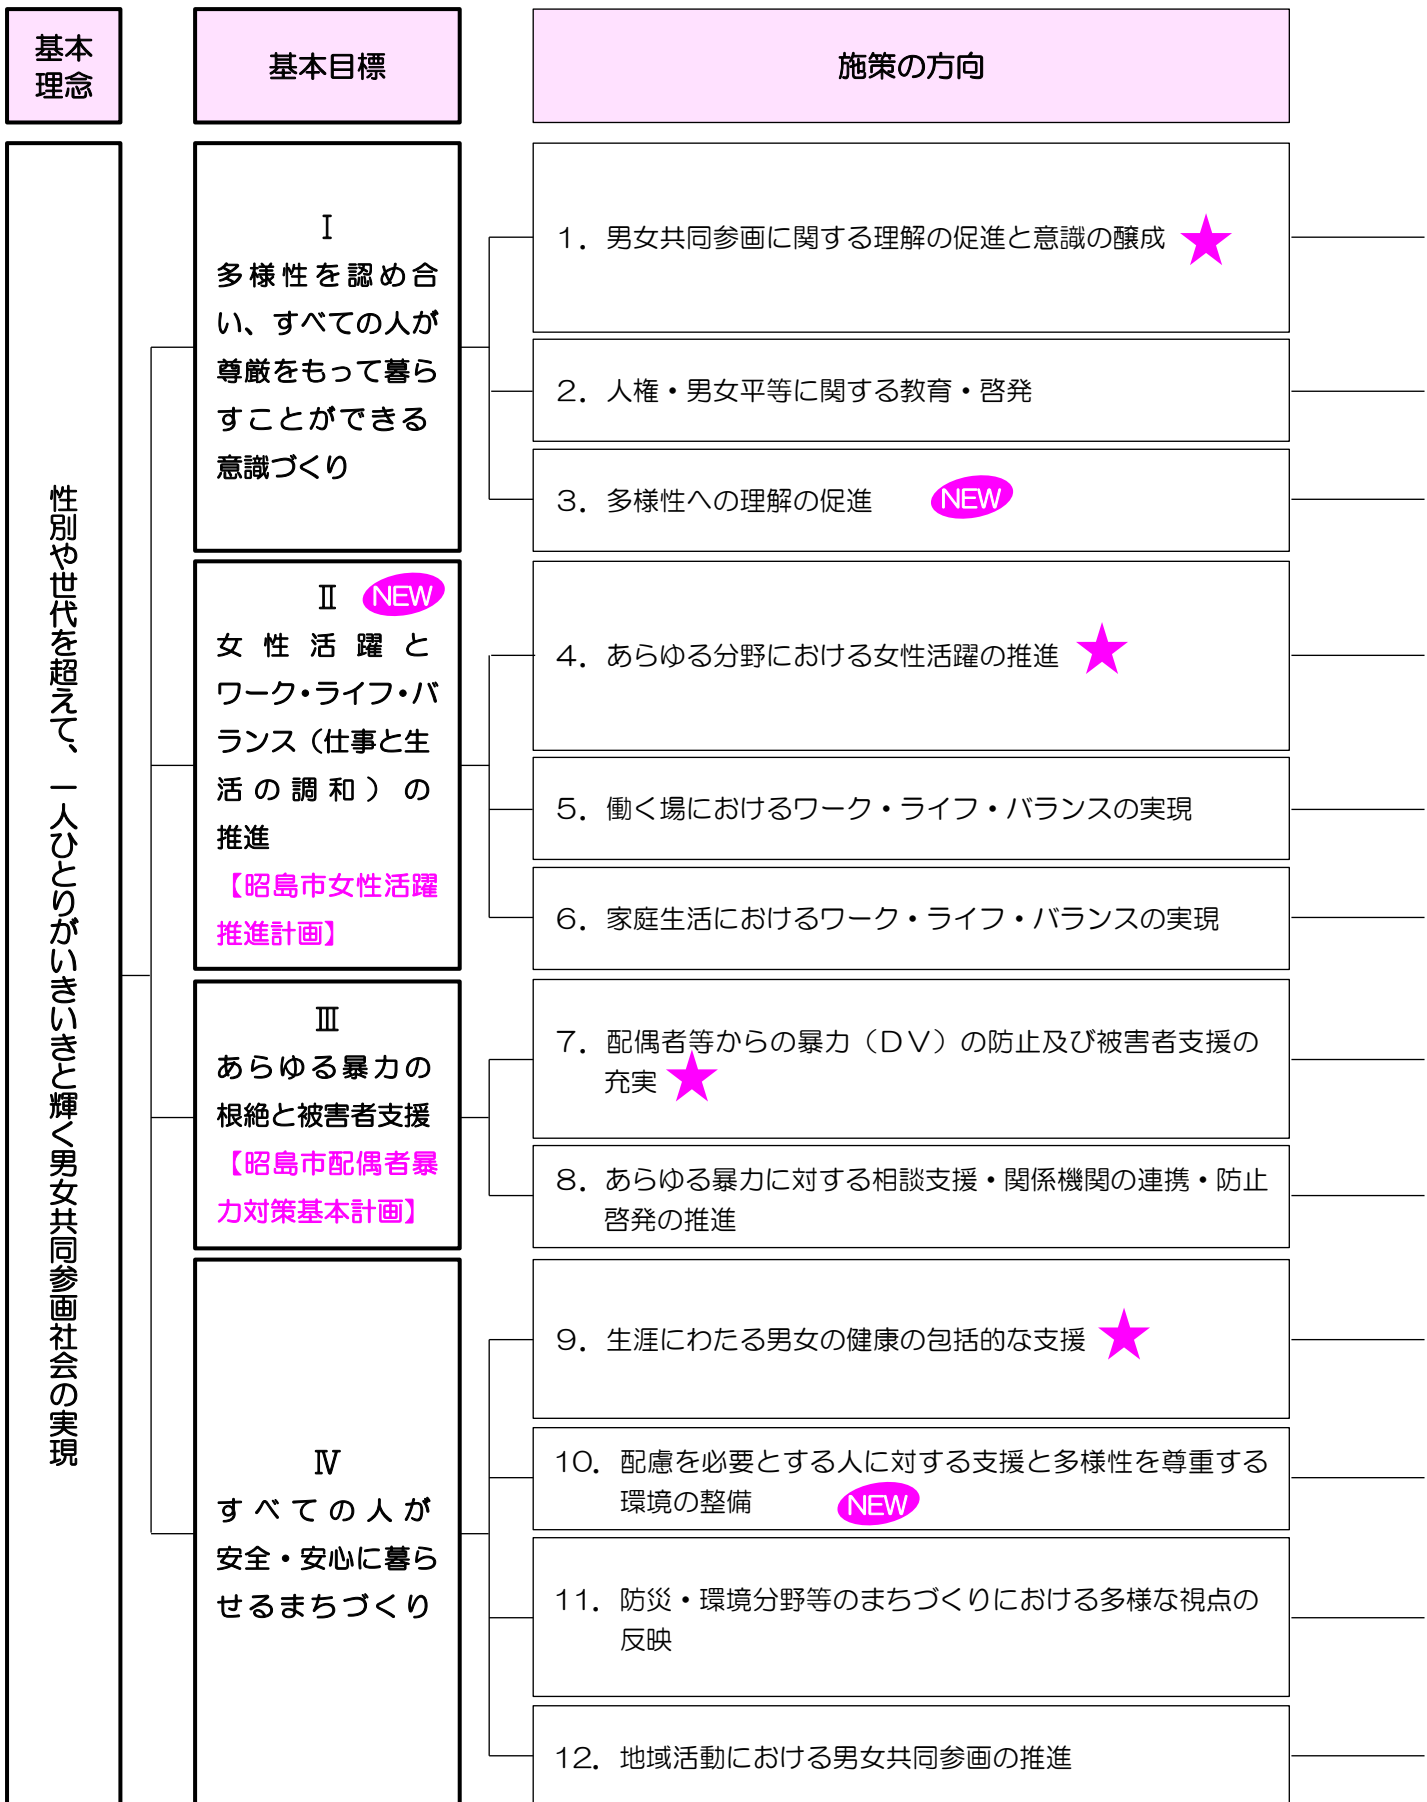 基本
理念
基本目標
施策の方向
性別や世代を超えて、一人ひとりがいきいきと輝く男女共同参画社会の実現
Ⅰ
多様性を認め合
い、すべての人が
尊厳をもって暮ら
すことができる
意識づくり
1．男女共同参画に関する理解の促進と意識の醸成 ★
2．人権・男女平等に関する教育・啓発
3．多様性への理解の促進 NEW
Ⅱ NEW
女性活躍と
ワーク・ライフ・バ
ランス（仕事と生
活の調和）の
推進
【昭島市女性活躍
推進計画】
4．あらゆる分野における女性活躍の推進 ★
5．働く場におけるワーク・ライフ・バランスの実現
6．家庭生活におけるワーク・ライフ・バランスの実現
Ⅲ
あらゆる暴力の
根絶と被害者支援
【昭島市配偶者暴
力対策基本計画】
7．配偶者等からの暴力（ＤＶ）の防止及び被害者支援の
充実 ★
8．あらゆる暴力に対する相談支援・関係機関の連携・防止
啓発の推進
Ⅳ
すべての人が
安全・安心に暮ら
せるまちづくり
9．生涯にわたる男女の健康の包括的な支援 ★
10．配慮を必要とする人に対する支援と多様性を尊重する
環境の整備 NEW
11．防災・環境分野等のまちづくりにおける多様な視点の
反映
12．地域活動における男女共同参画の推進